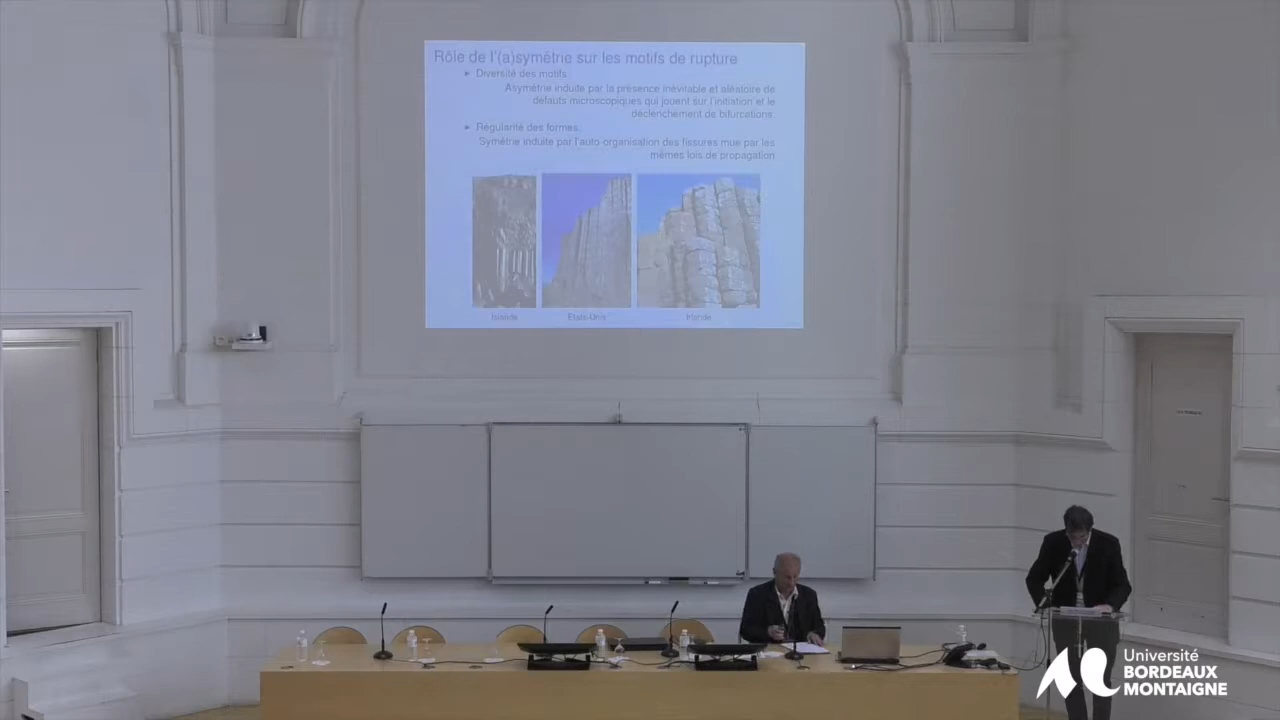 Rôle de l'(a)symétrie sur les motifs de rupture
► Diversité des motifs:
Asymétrie induite par la présence inévitable et aléatoire de
défauts microscopiques qui jouent sur l'initiation et le
déclenchement de bifurcations.
► Régularité des formes:
Symétrie induite par l'auto organisation des fissures mue par les
mêmes lois de propagation
Islande
Etats-Unis
Irlande
Université
BORDEAUX
MONTAIGNE